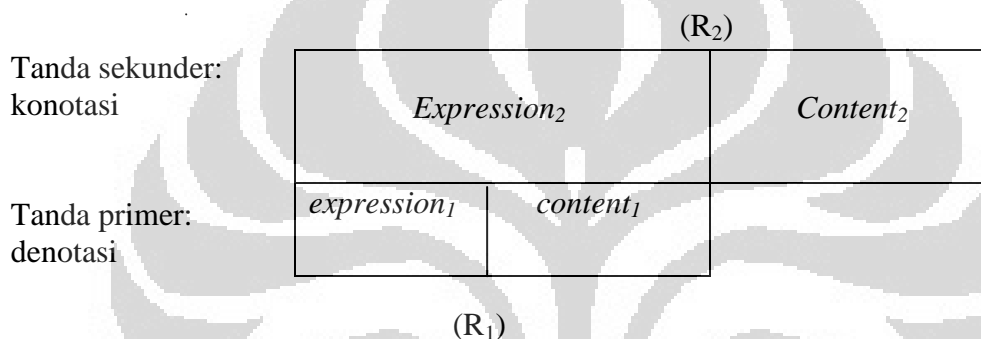 (R₂)
Tanda sekunder:
konotasi
Expression₂ Content₂
Tanda primer:
denotasi
expression₁ content₁
(R₁)